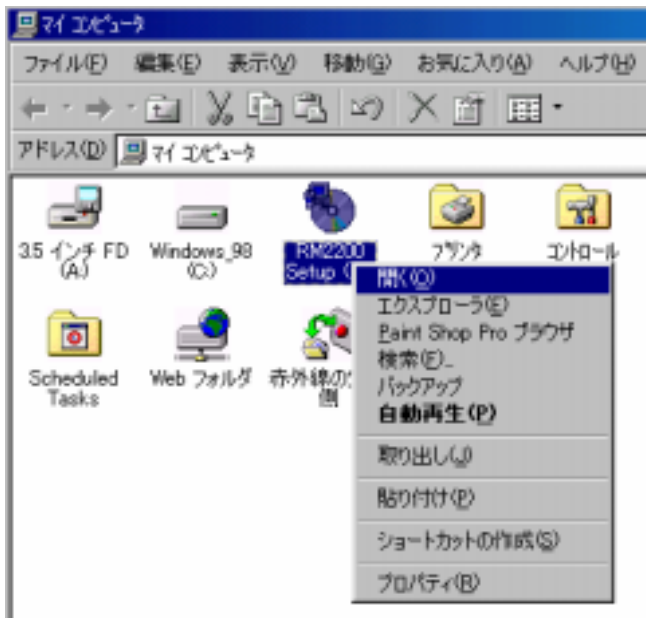 マイ コンピュータ
ファイル(F) 編集(E) 表示(V) 移動(G) お気に入り(A) ヘルプ(H)
アドレス(D) マイ コンピュータ
3.5 インチ FD (A:)
Windows_98 (C:)
RM2200 Setup (
プリンタ
コントロール
Scheduled Tasks
Web フォルダ
赤外線の
側
開く(O)
エクスプローラ(E)
Paint Shop Pro ブラウザ
検索(F)...
バックアップ
自動再生(P)
取り出し(J)
貼り付け(P)
ショートカットの作成(S)
プロパティ(R)